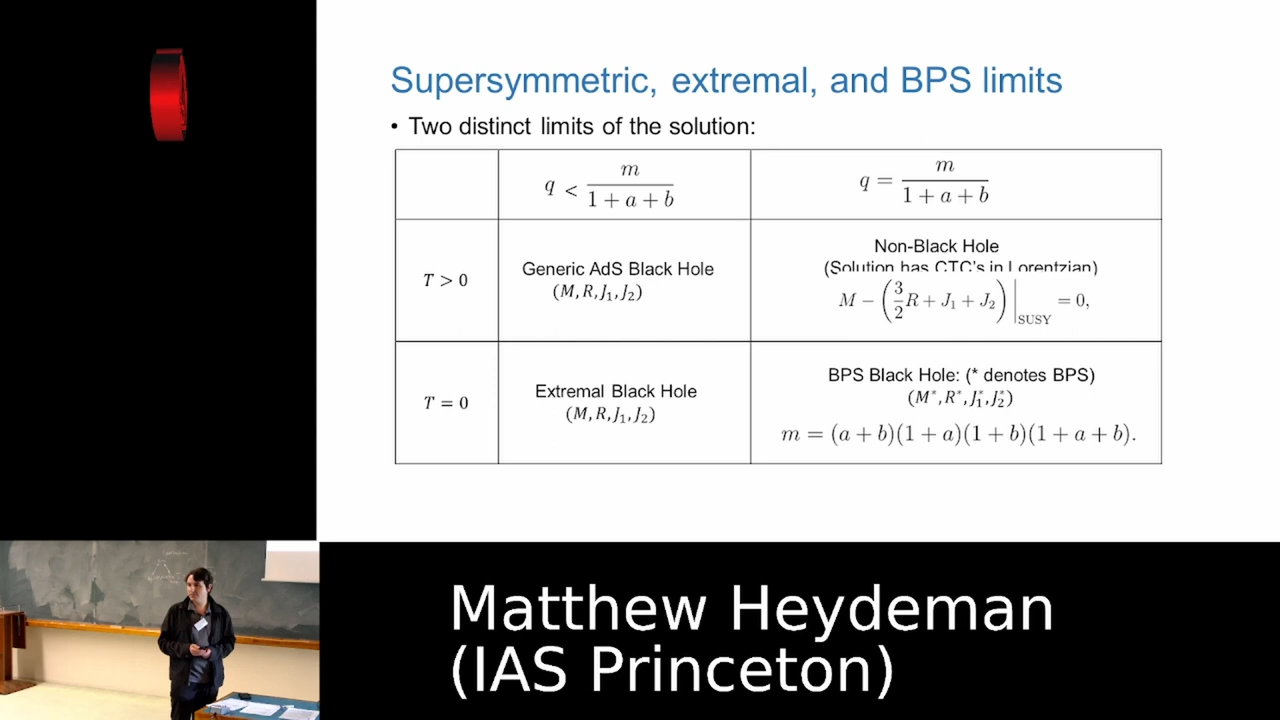 Supersymmetric, extremal, and BPS limits
• Two distinct limits of the solution:
q < m / (1 + a + b)
q = m / (1 + a + b)
T > 0
Generic AdS Black Hole
(M, R, J₁, J₂)
Non-Black Hole
(Solution has CTC's in Lorentzian)
M − (3/2 R + J₁ + J₂)|SUSY = 0,
T = 0
Extremal Black Hole
(M, R, J₁, J₂)
BPS Black Hole: (* denotes BPS)
(M*, R*, J₁*, J₂*)
m = (a + b)(1 + a)(1 + b)(1 + a + b).
Matthew Heydeman
(IAS Princeton)